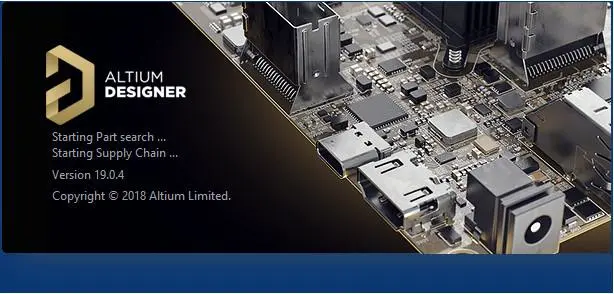 ALTIUM
DESIGNER
Starting Part search ...
Starting Supply Chain ...
Version 19.0.4
Copyright © 2018 Altium Limited.